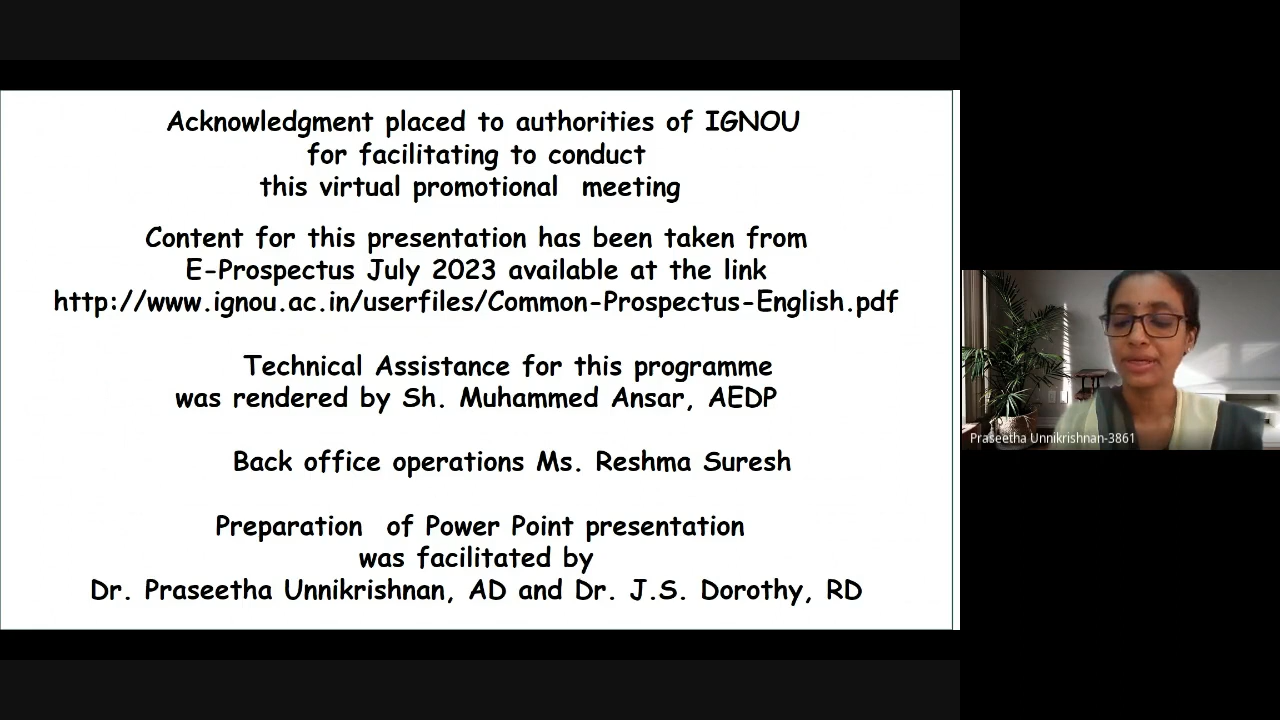 Acknowledgment placed to authorities of IGNOU
for facilitating to conduct
this virtual promotional meeting
Content for this presentation has been taken from
E-Prospectus July 2023 available at the link
http://www.ignou.ac.in/userfiles/Common-Prospectus-English.pdf
Technical Assistance for this programme
was rendered by Sh. Muhammed Ansar, AEDP
Back office operations Ms. Reshma Suresh
Preparation of Power Point presentation
was facilitated by
Dr. Praseetha Unnikrishnan, AD and Dr. J.S. Dorothy, RD
Praseetha Unnikrishnan-3861